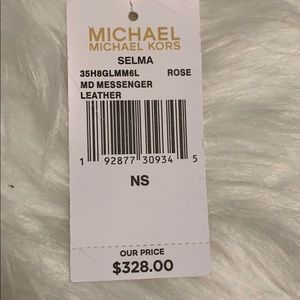 MICHAEL
MICHAEL KORS
SELMA
35H8GLMM6L ROSE
MD MESSENGER
LEATHER
1 92877 30934 5
NS
OUR PRICE
$328.00